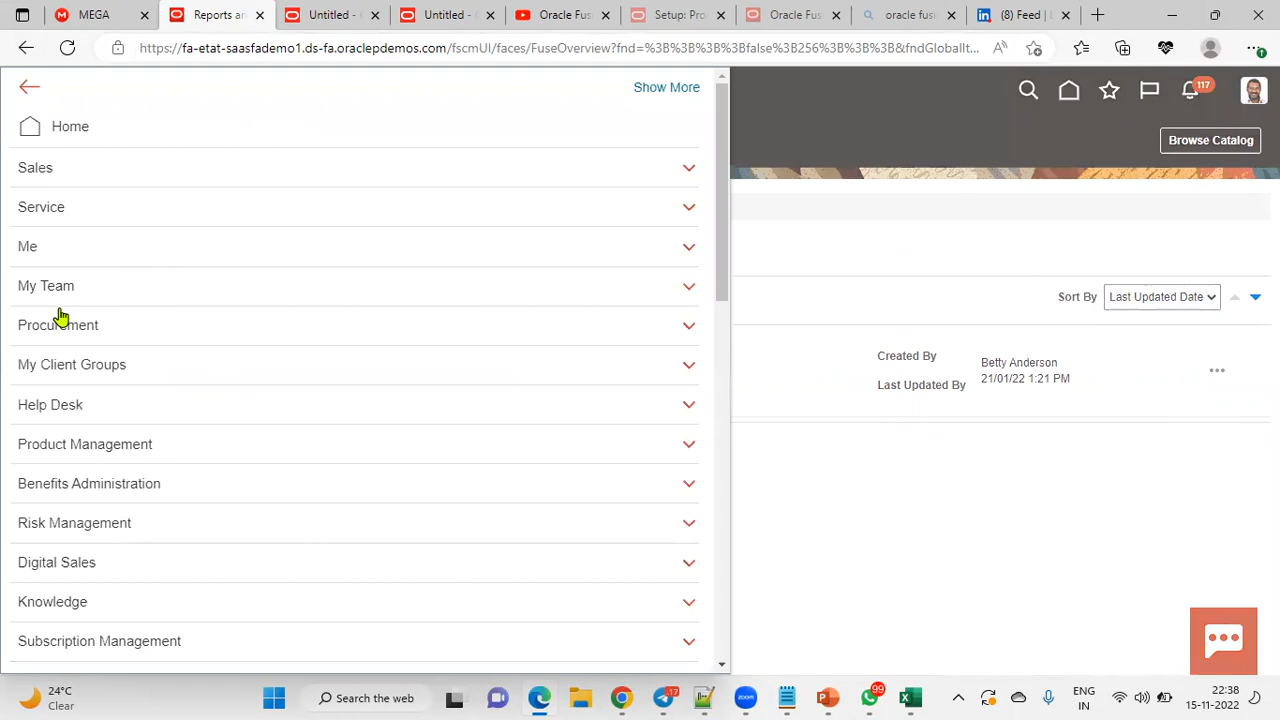 MEGA
Reports an
Untitled - (
Untitled - (
Oracle Fus
Setup: Pro
Oracle Fus
oracle fusi
(8) Feed | L
https://fa-etat-saasfademo1.ds-fa.oraclepdemos.com/fscmUI/faces/FuseOverview?fnd=%3B%3B%3B%3Bfalse%3B256%3B%3B%3B&fndGlobalIt...
Show More
117
Home
Browse Catalog
Sales
Service
Me
My Team
Sort By
Last Updated Date
Procurement
Created By
Betty Anderson
My Client Groups
21/01/22 1:21 PM
Last Updated By
Help Desk
Product Management
Benefits Administration
Risk Management
Digital Sales
Knowledge
Subscription Management
24°C
Clear
Search the web
17
99
ENG
IN
22:38
15-11-2022